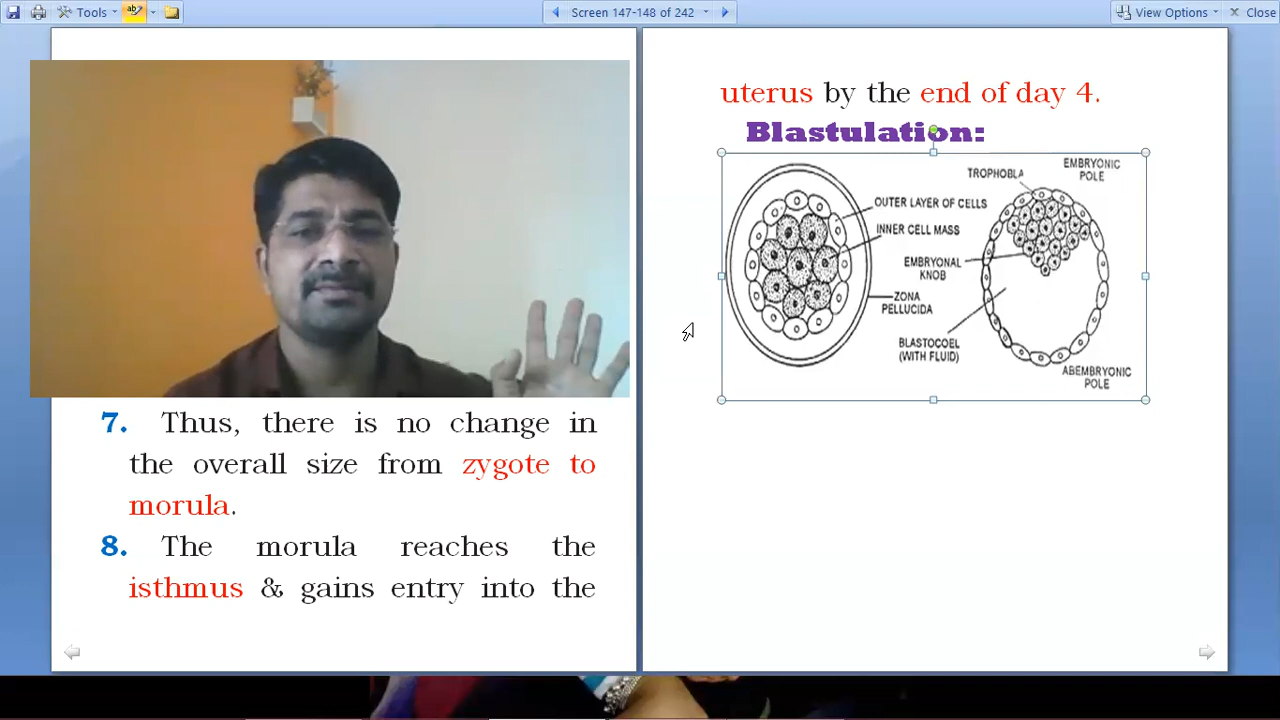 Tools
Screen 147-148 of 242
View Options
Close
7. Thus, there is no change in
the overall size from zygote to
morula.
8. The morula reaches the
isthmus & gains entry into the
uterus by the end of day 4.
Blastulation:
EMBRYONIC
POLE
TROPHOBLA
OUTER LAYER OF CELLS
INNER CELL MASS
EMBRYONAL
KNOB
ZONA
PELLUCIDA
BLASTOCOEL
(WITH FLUID)
ABEMBRYONIC
POLE